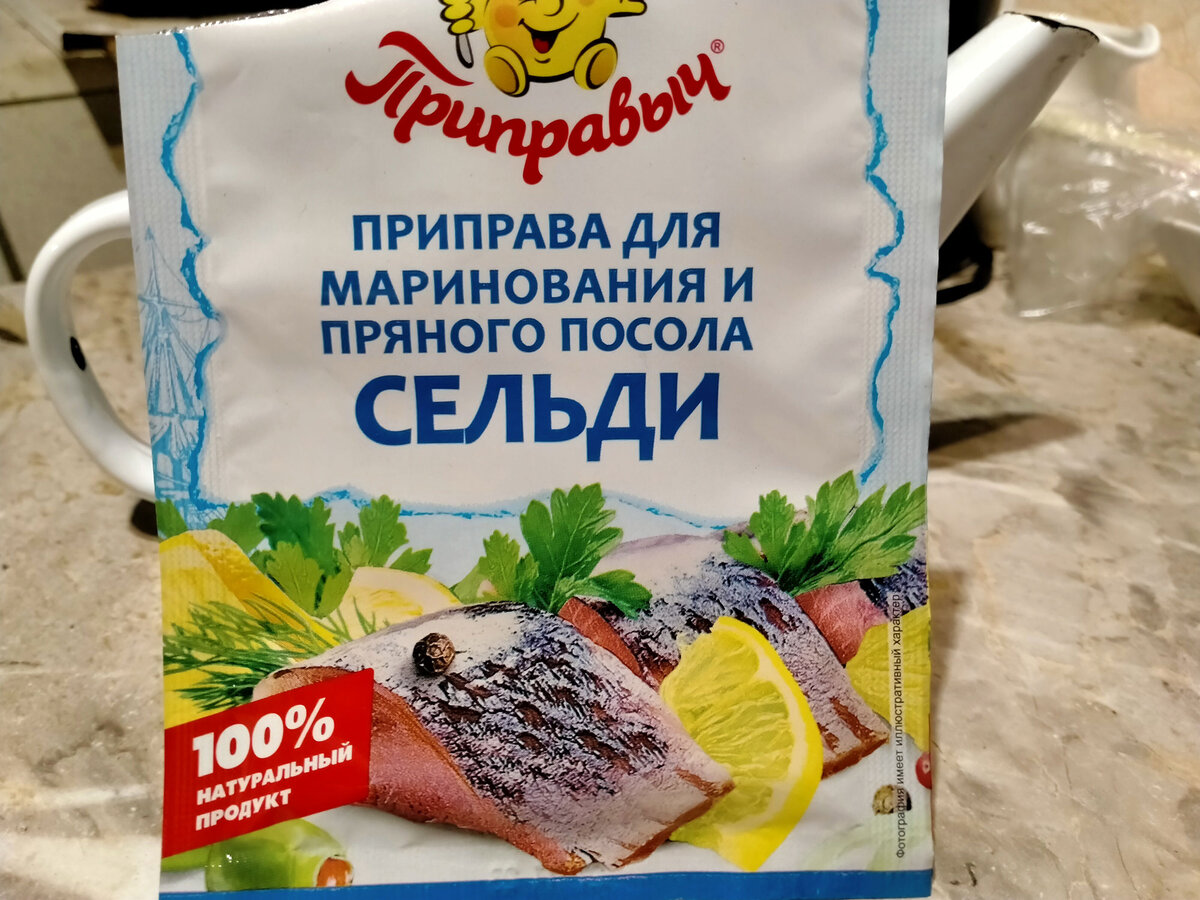 Приправыч®
ПРИПРАВА ДЛЯ
МАРИНОВАНИЯ И
ПРЯНОГО ПОСОЛА
СЕЛЬДИ
100%
НАТУРАЛЬНЫЙ
ПРОДУКТ
Фотография имеет иллюстративный характер